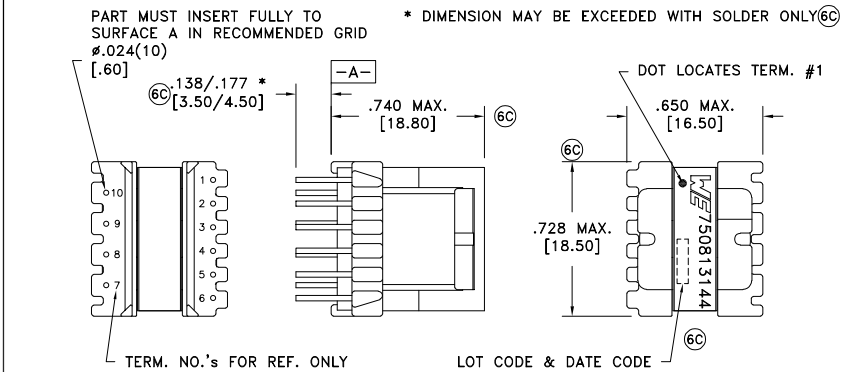 PART MUST INSERT FULLY TO
SURFACE A IN RECOMMENDED GRID
ø.024(10)
[.60]
* DIMENSION MAY BE EXCEEDED WITH SOLDER ONLY 6C
6C .138/.177 *
[3.50/4.50]
-A-
.740 MAX.
[18.80]
6C
DOT LOCATES TERM. #1
.650 MAX.
[16.50]
6C
.728 MAX.
[18.50]
10
9
8
7
1
2
3
4
5
6
WE 750813144
6C
TERM. NO.'s FOR REF. ONLY
LOT CODE & DATE CODE